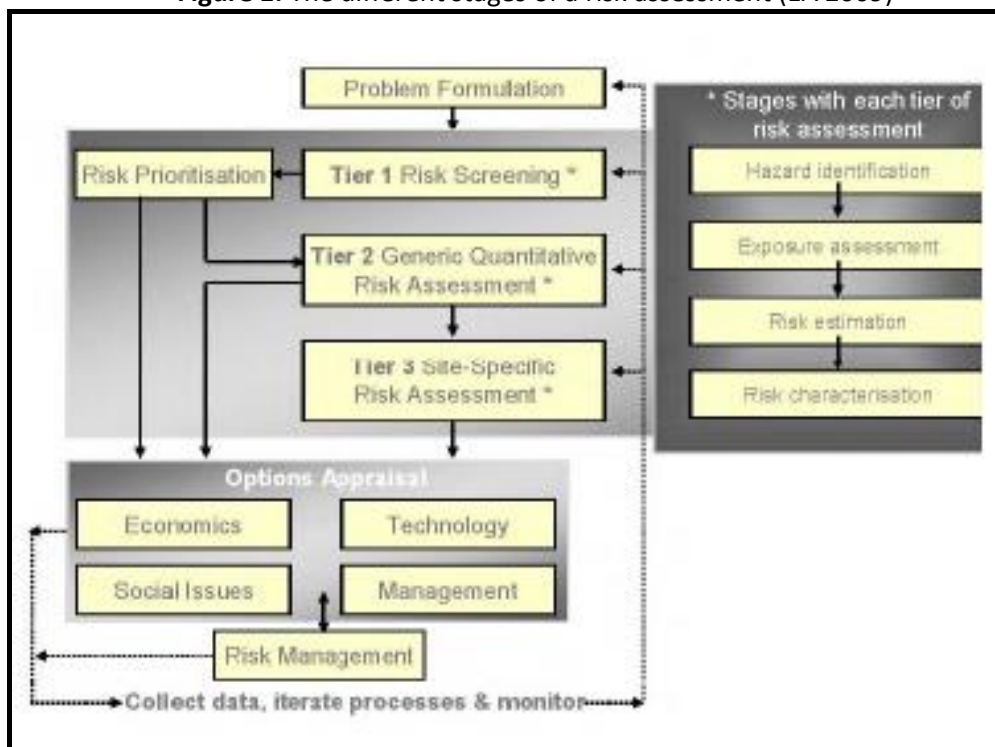 Problem Formulation
* Stages with each tier of
risk assessment
Risk Prioritisation
Tier 1 Risk Screening *
Hazard identification
Tier 2 Generic Quantitative
Risk Assessment *
Exposure assessment
Risk estimation
Tier 3 Site-Specific
Risk Assessment *
Risk characterisation
Options Appraisal
Economics
Technology
Social Issues
Management
Risk Management
Collect data, iterate processes & monitor